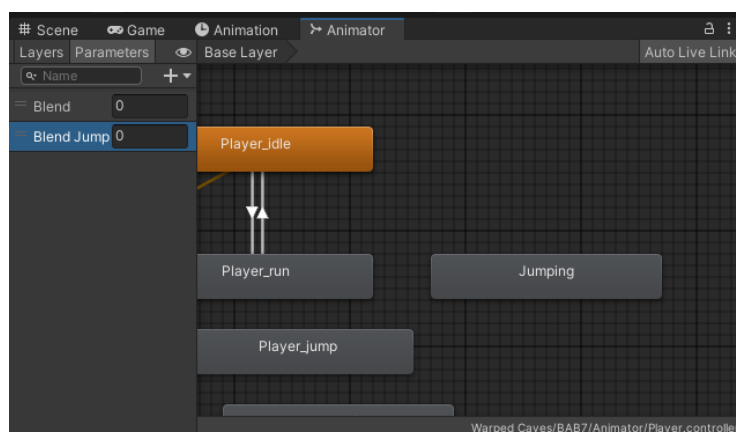 Scene Game Animation Animator
Layers Parameters Base Layer Auto Live Link
Name
Blend 0
Blend Jump 0
Player_idle
Player_run Jumping
Player_jump
Warped Caves/BAB7/Animator/Player.controller